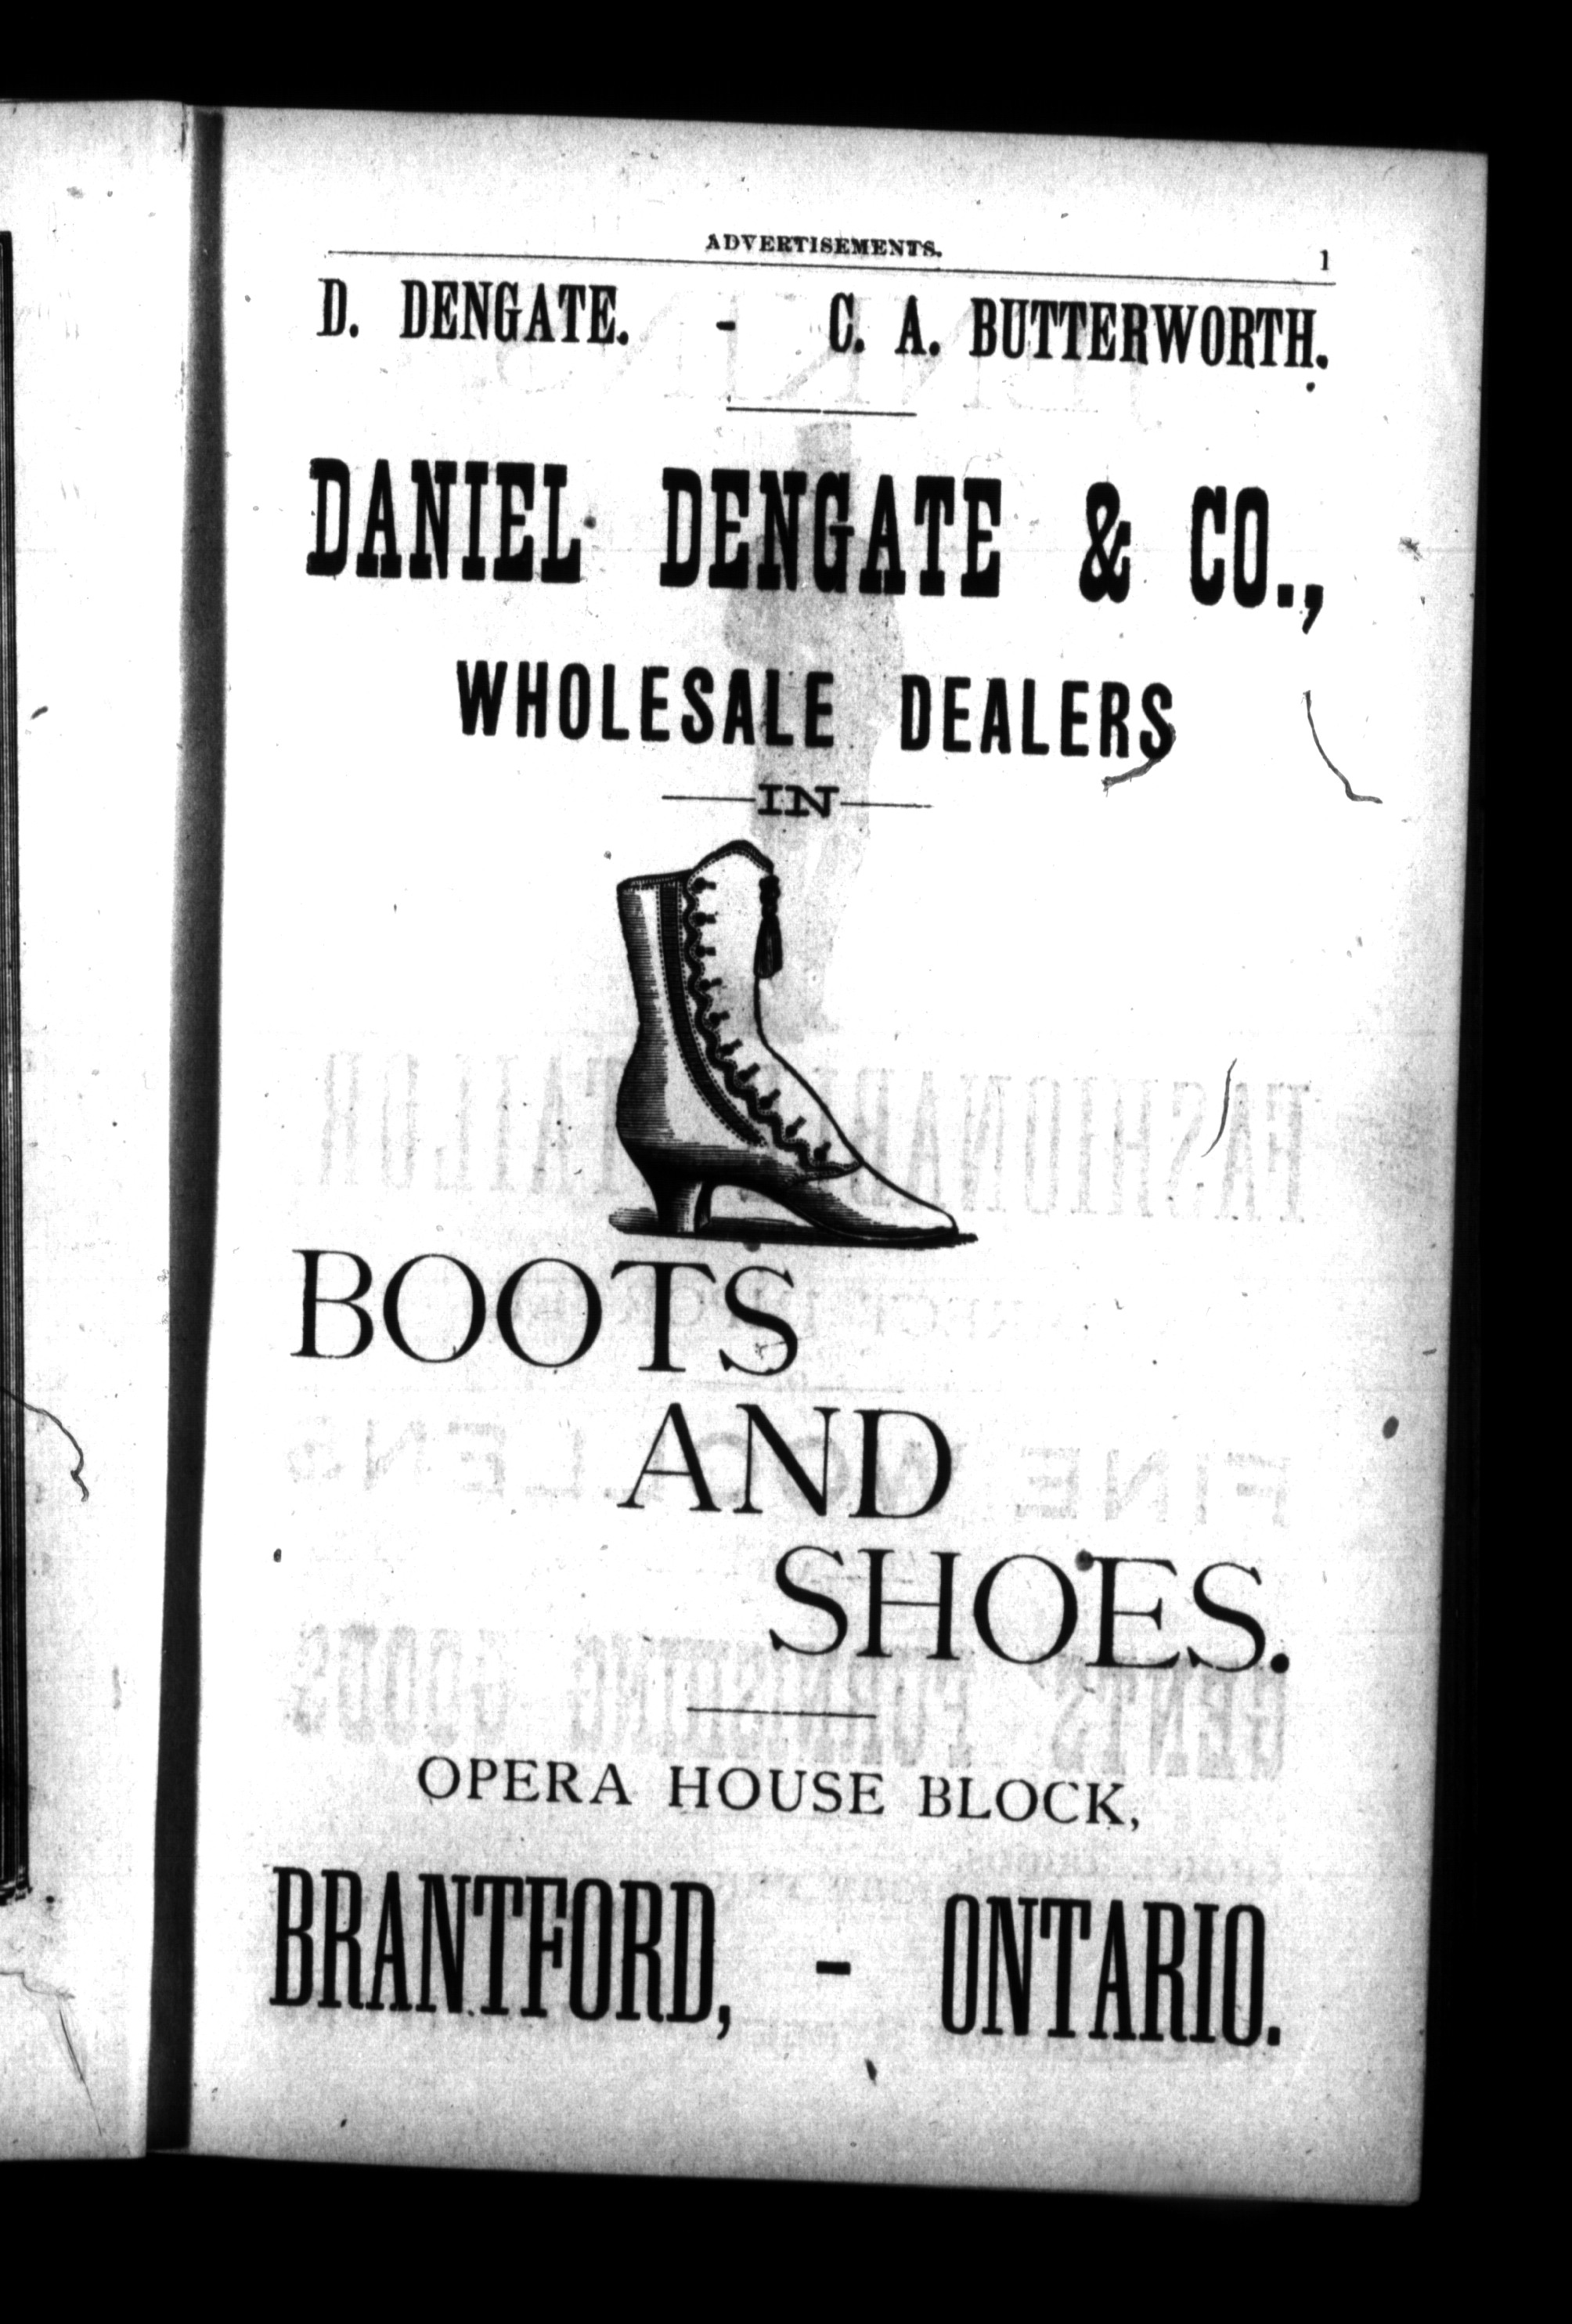 ADVERTISEMENTS. 1
D. DENGATE. - C. A. BUTTERWORTH.
DANIEL DENGATE & CO.,
WHOLESALE DEALERS
IN
BOOTS
AND
SHOES.
OPERA HOUSE BLOCK,
BRANTFORD, - ONTARIO.